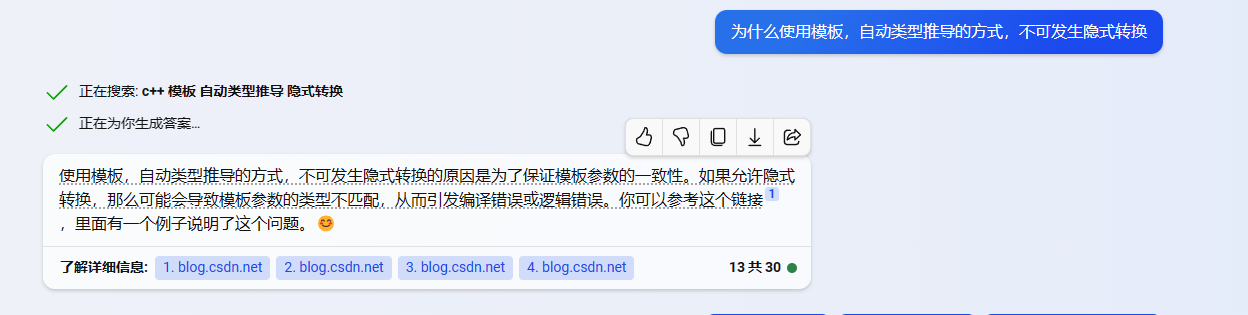 为什么使用模板，自动类型推导的方式，不可发生隐式转换
正在搜索: c++ 模板 自动类型推导 隐式转换
正在为你生成答案...
使用模板，自动类型推导的方式，不可发生隐式转换的原因是为了保证模板参数的一致性。如果允许隐式
转换，那么可能会导致模板参数的类型不匹配，从而引发编译错误或逻辑错误。你可以参考这个链接 1
，里面有一个例子说明了这个问题。😊
了解详细信息: 1. blog.csdn.net 2. blog.csdn.net 3. blog.csdn.net 4. blog.csdn.net 13 共 30